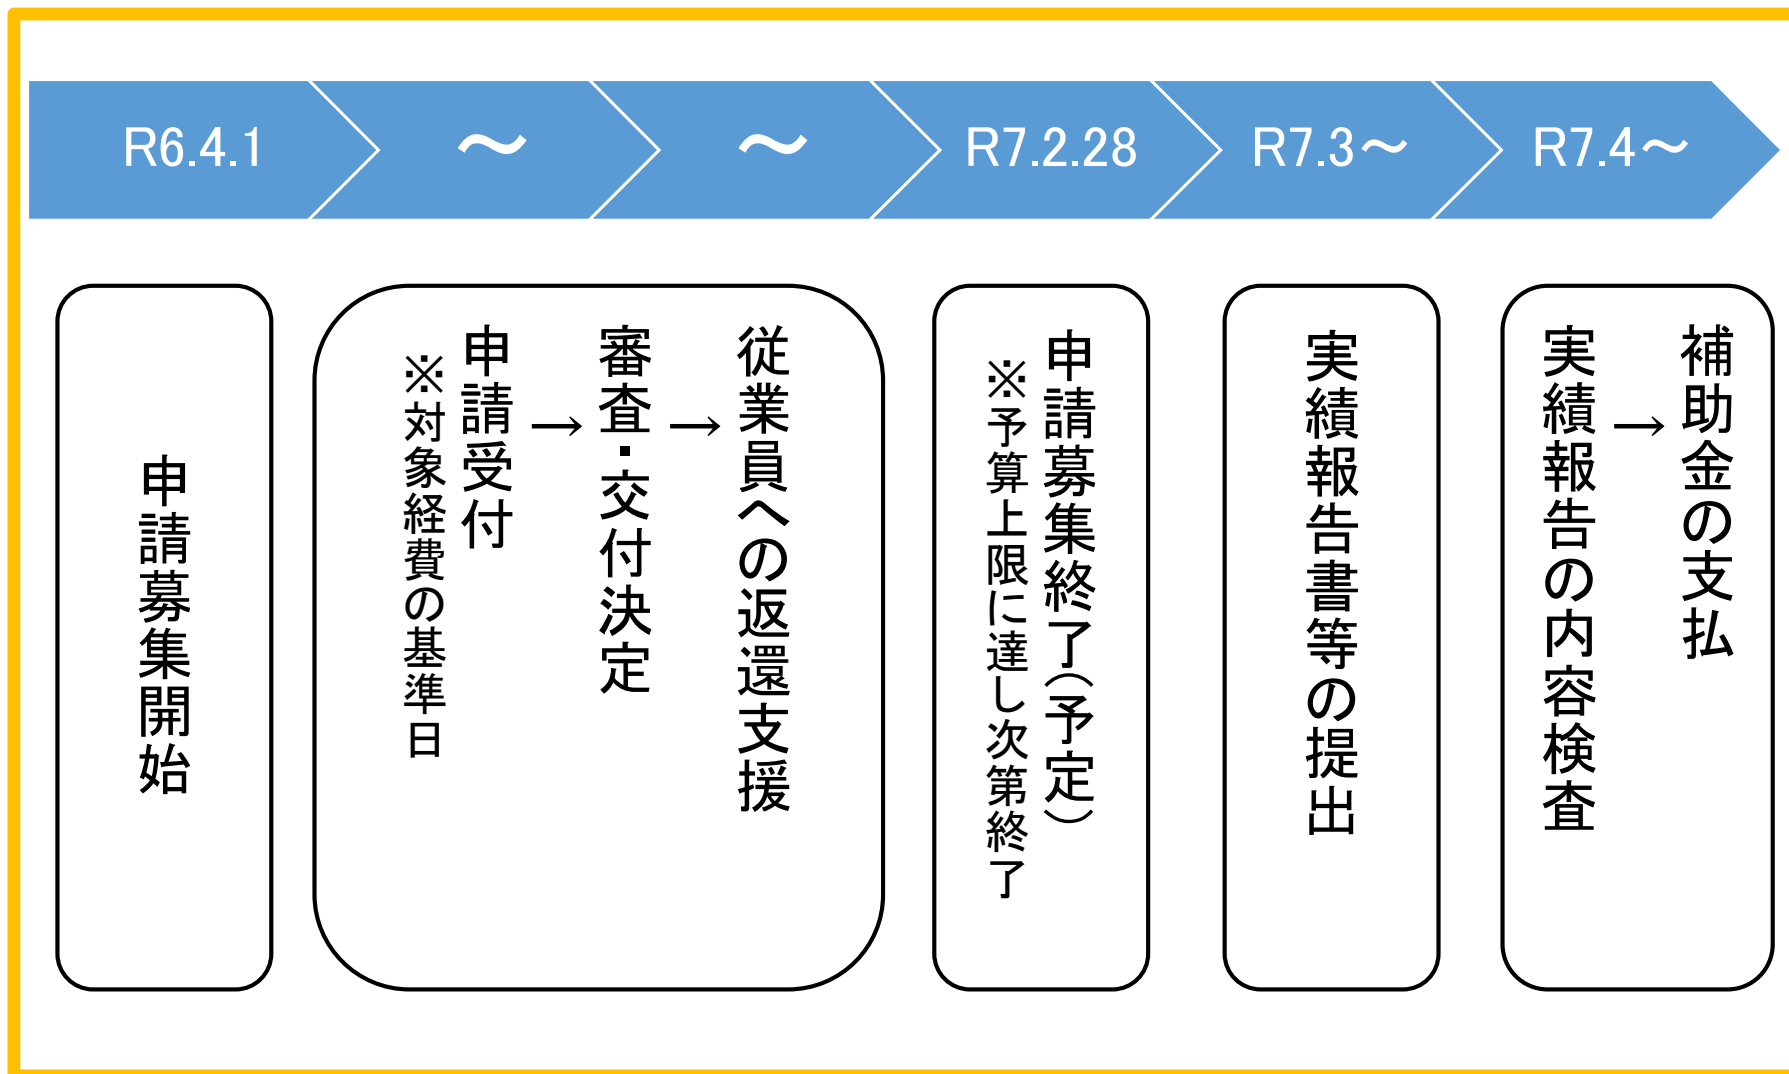 R6.4.1
～
～
R7.2.28
R7.3～
R7.4～
申請募集開始
申請受付
※対象経費の基準日
→
審査・交付決定
→
従業員への返還支援
申請募集終了（予定）
※予算上限に達し次第終了
実績報告書等の提出
実績報告の内容検査
→
補助金の支払